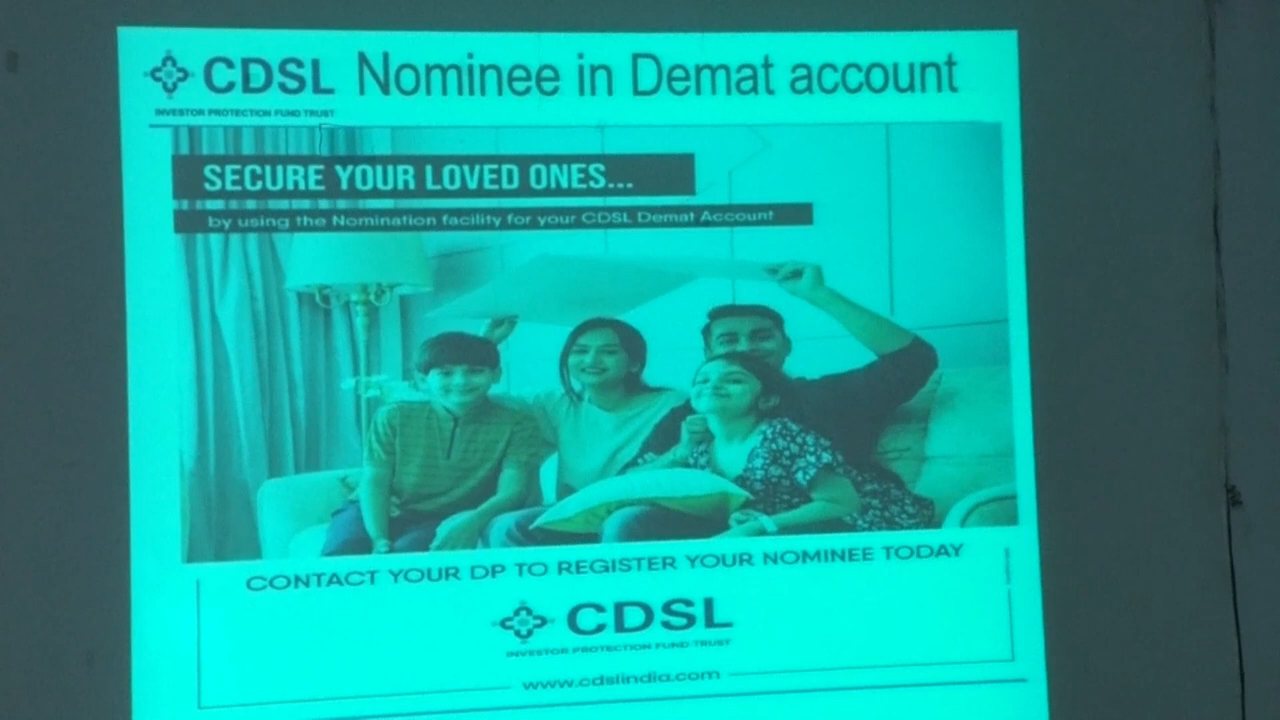 CDSL Nominee in Demat account
INVESTOR PROTECTION FUND TRUST
SECURE YOUR LOVED ONES...
by using the Nomination facility for your CDSL Demat Account
CONTACT YOUR DP TO REGISTER YOUR NOMINEE TODAY
CDSL
INVESTOR PROTECTION FUND TRUST
www.cdslindia.com